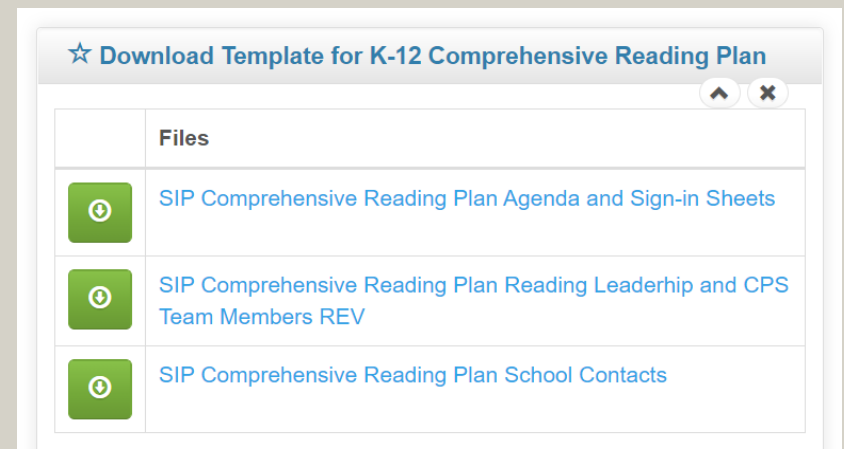 Download Template for K-12 Comprehensive Reading Plan
Files
SIP Comprehensive Reading Plan Agenda and Sign-in Sheets
SIP Comprehensive Reading Plan Reading Leaderhip and CPS
Team Members REV
SIP Comprehensive Reading Plan School Contacts